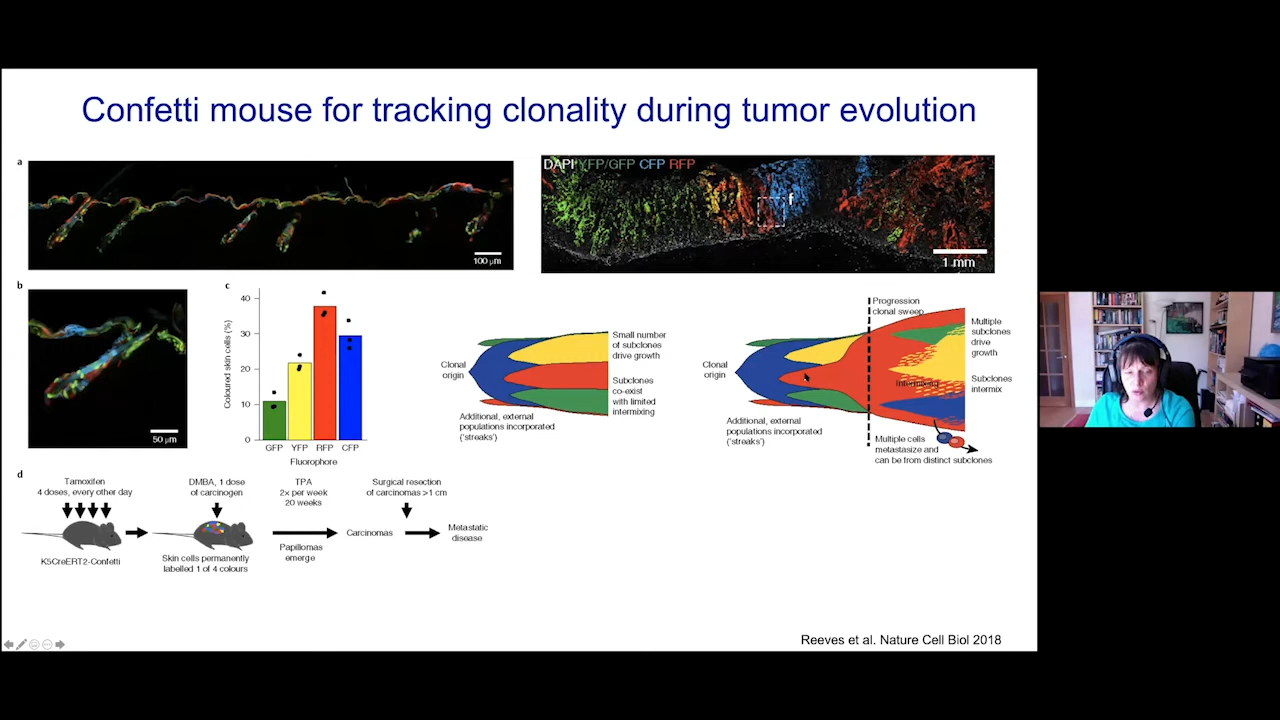 Confetti mouse for tracking clonality during tumor evolution
a
100 µm
DAPI YFP/GFP CFP RFP
f
1 mm
b
50 µm
c
Coloured skin cells (%)
40
30
20
10
0
GFP YFP RFP CFP
Fluorophore
Clonal
origin
Small number
of subclones
drive growth
Subclones
co-exist
with limited
intermixing
Additional, external
populations incorporated
('streaks')
Progression
clonal sweep
Clonal
origin
Multiple
subclones
drive
growth
Intermixing
Subclones
intermix
Additional, external
populations incorporated
('streaks')
Multiple cells
metastasize and
can be from distinct subclones
d
Tamoxifen
4 doses, every other day
K5CreERT2-Confetti
DMBA, 1 dose
of carcinogen
Skin cells permanently
labelled 1 of 4 colours
TPA
2× per week
20 weeks
Papillomas
emerge
Carcinomas
Surgical resection
of carcinomas >1 cm
Metastatic
disease
Reeves et al. Nature Cell Biol 2018